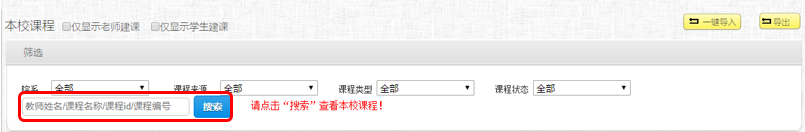 本校课程 仅显示老师建课 仅显示学生建课 一键导入 导出
筛选
院系 全部 课程来源 全部 课程类型 全部 课程状态 全部
教师姓名/课程名称/课程id/课程编号 搜索 请点击“搜索”查看本校课程！